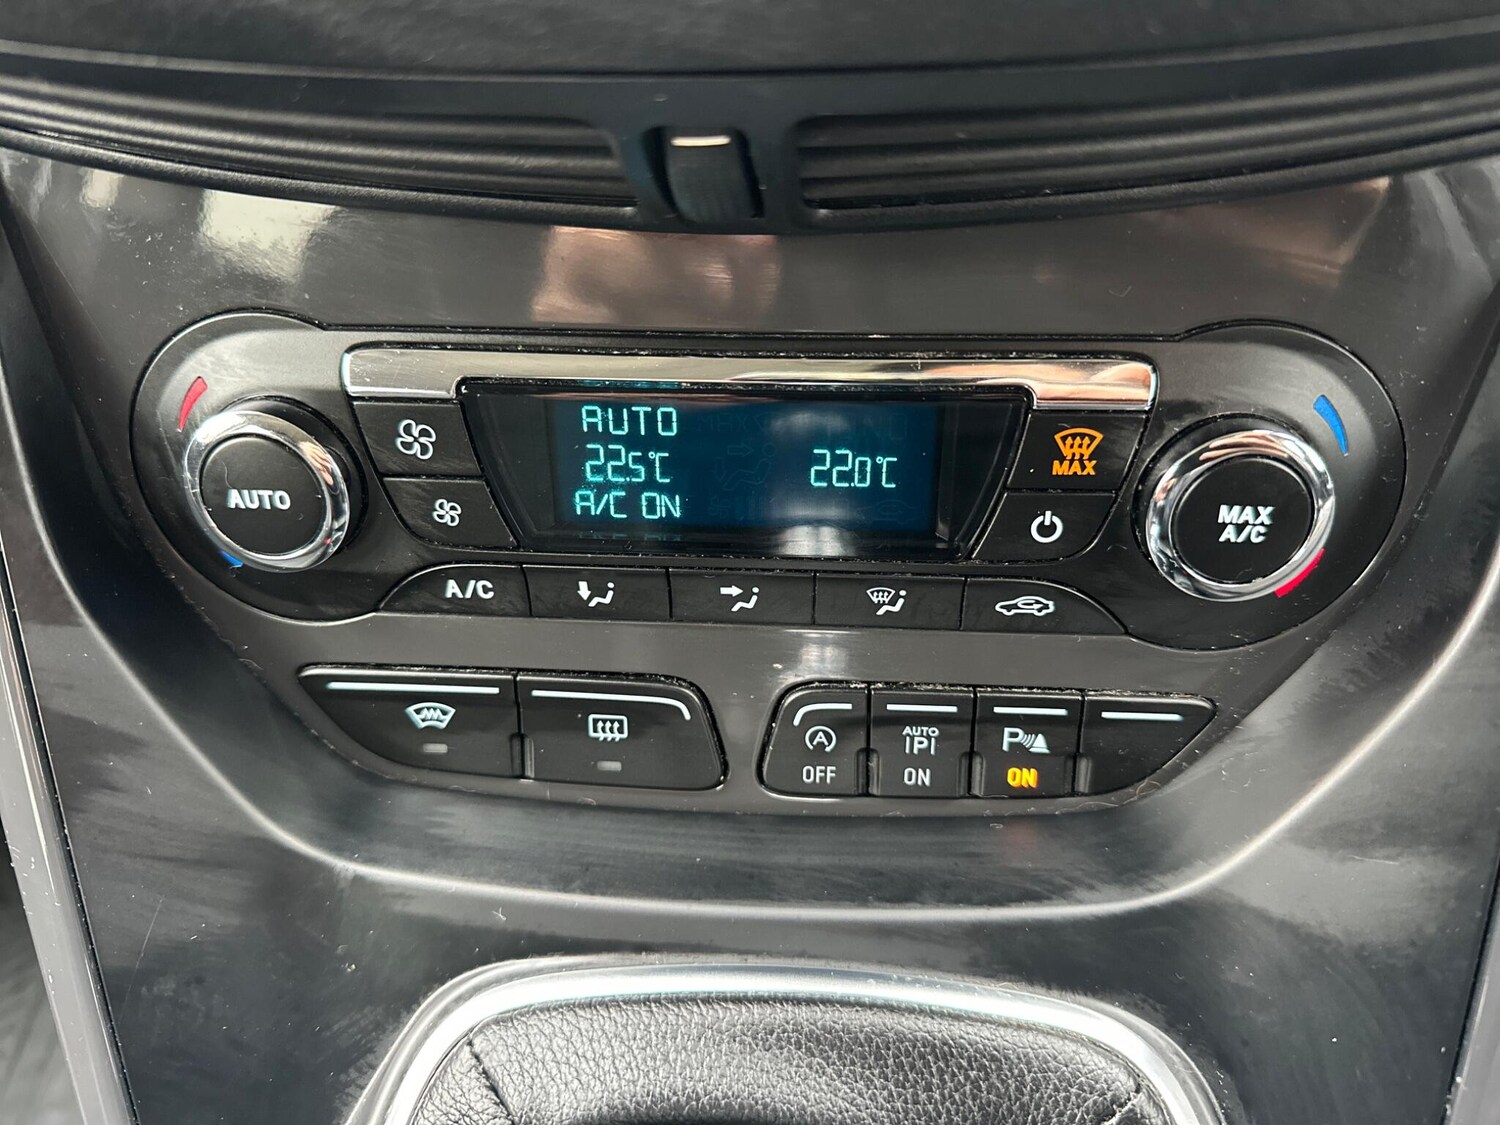 AUTO
22.5°C
22.0°C
A/C ON
AUTO
MAX
MAX
A/C
A/C
A
OFF
AUTO
P
ON
P
ON